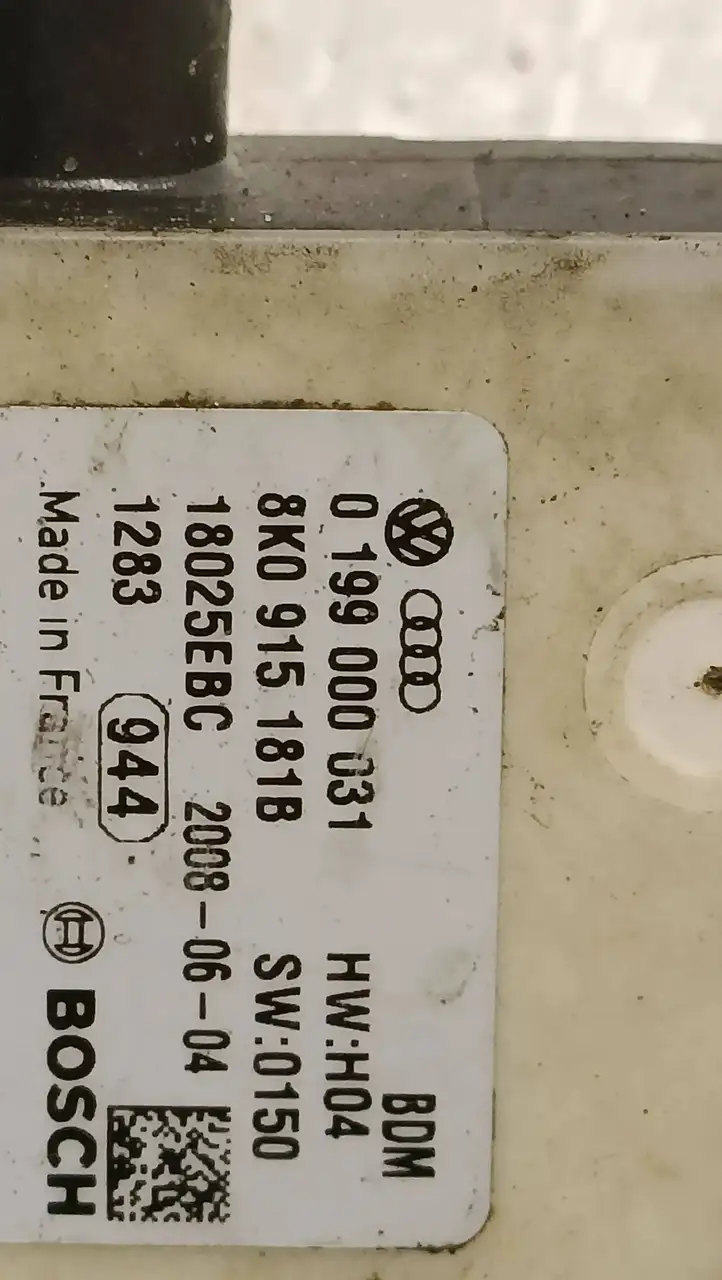 BDM
0 199 000 031 HW:H04
8K0 915 181B SW:0150
18025EBC 2008-06-04
1283 944
Made in France BOSCH